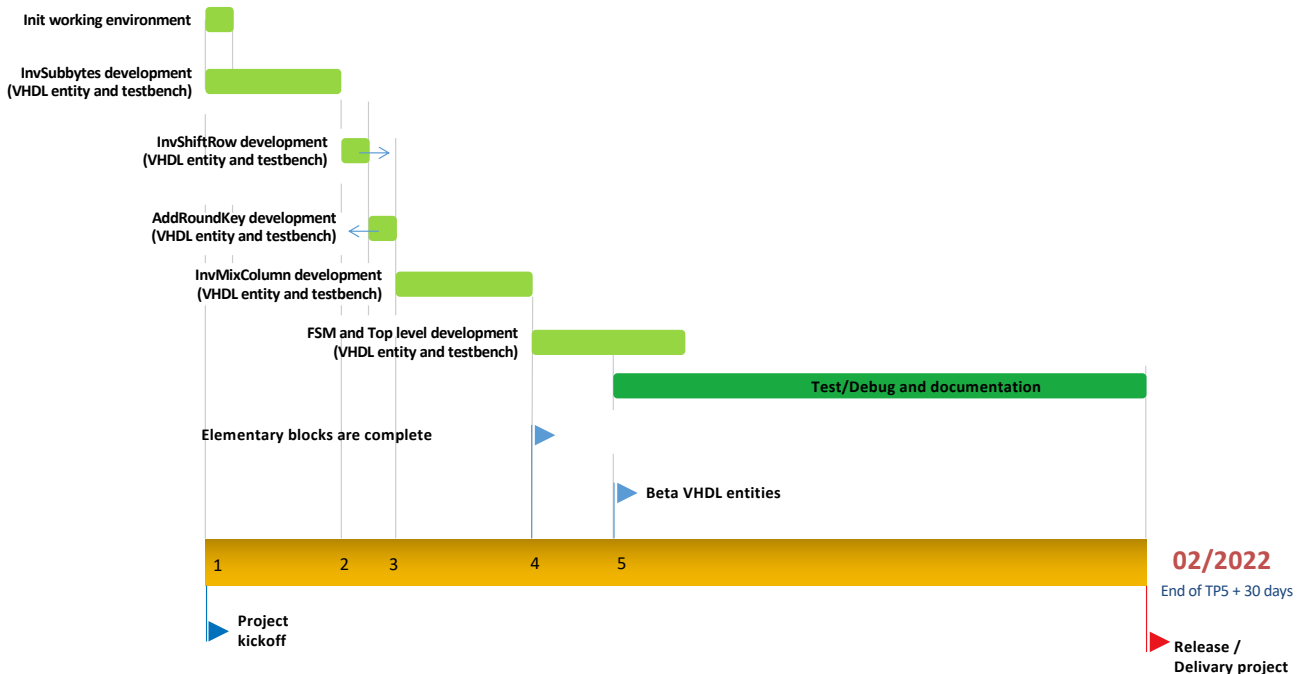 Init working environment
InvSubbytes development
(VHDL entity and testbench)
InvShiftRow development
(VHDL entity and testbench)
AddRoundKey development
(VHDL entity and testbench)
InvMixColumn development
(VHDL entity and testbench)
FSM and Top level development
(VHDL entity and testbench)
Test/Debug and documentation
Elementary blocks are complete
Beta VHDL entities
1 2 3 4 5
02/2022
End of TP5 + 30 days
Project
kickoff
Release /
Delivary project